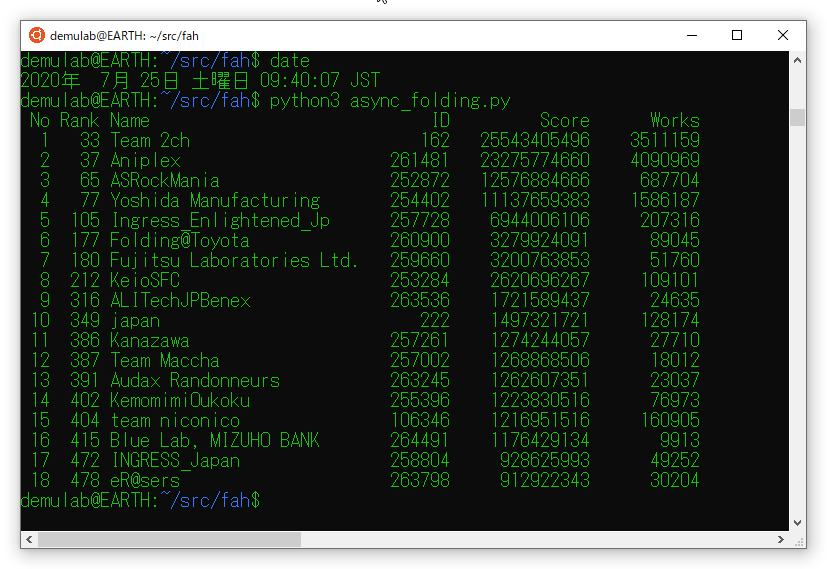 demulab@EARTH: ~/src/fah
demulab@EARTH:~/src/fah$ date
2020年 7月 25日 土曜日 09:40:07 JST
demulab@EARTH:~/src/fah$ python3 async_folding.py
No Rank Name ID Score Works
1 33 Team 2ch 162 25543405496 3511159
2 37 Aniplex 261481 23275774660 4090969
3 65 ASRockMania 252872 12576884666 687704
4 77 Yoshida Manufacturing 254402 11137659383 1586187
5 105 Ingress_Enlightened_Jp 257728 6944006106 207316
6 177 Folding@Toyota 260900 3279924091 89045
7 180 Fujitsu Laboratories Ltd. 259660 3200763853 51760
8 212 KeioSFC 253284 2620696267 109101
9 316 ALITechJPBenex 263536 1721589437 24635
10 349 japan 222 1497321721 128174
11 386 Kanazawa 257261 1274244057 27710
12 387 Team Maccha 257002 1268868506 18012
13 391 Audax Randonneurs 263245 1262607351 23037
14 402 KemomimiOukoku 255396 1223830516 76973
15 404 team niconico 106346 1216951516 160905
16 415 Blue Lab, MIZUHO BANK 264491 1176429134 9913
17 472 INGRESS_Japan 258804 928625993 49252
18 478 eR@sers 263798 912922343 30204
demulab@EARTH:~/src/fah$